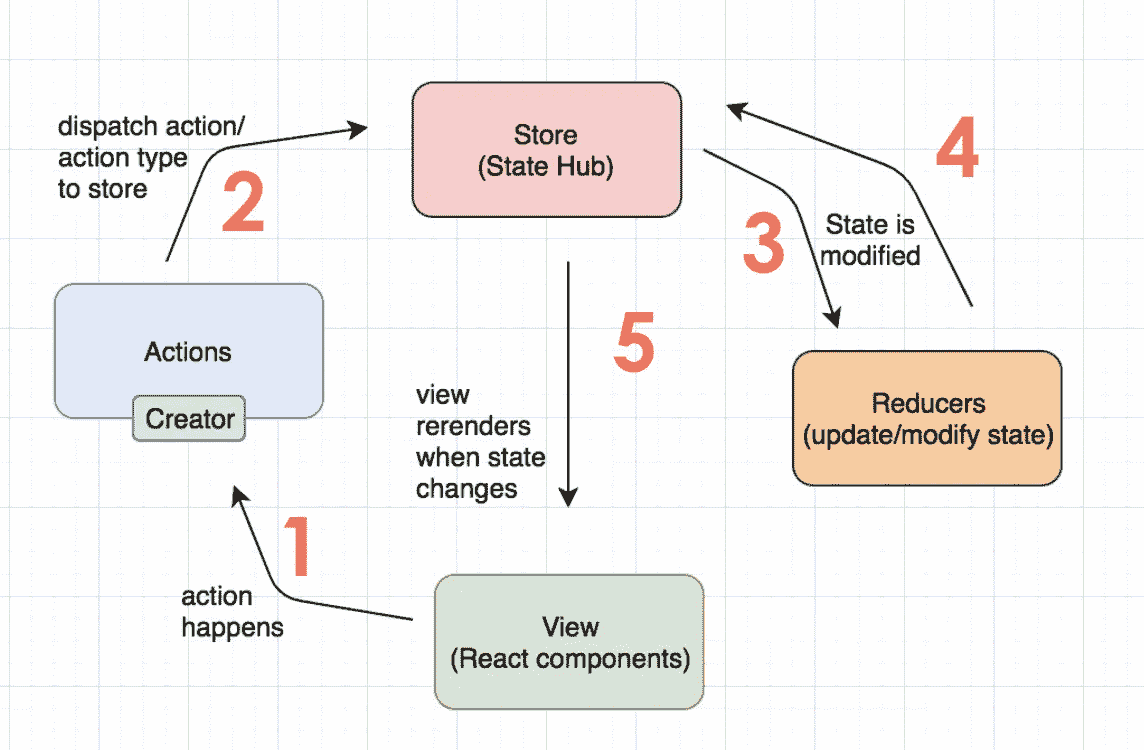 dispatch action/
action type
to store
2
Store
(State Hub)
4
3
State is
modified
Actions
Creator
5
view
rerenders
when state
changes
Reducers
(update/modify state)
1
action
happens
View
(React components)